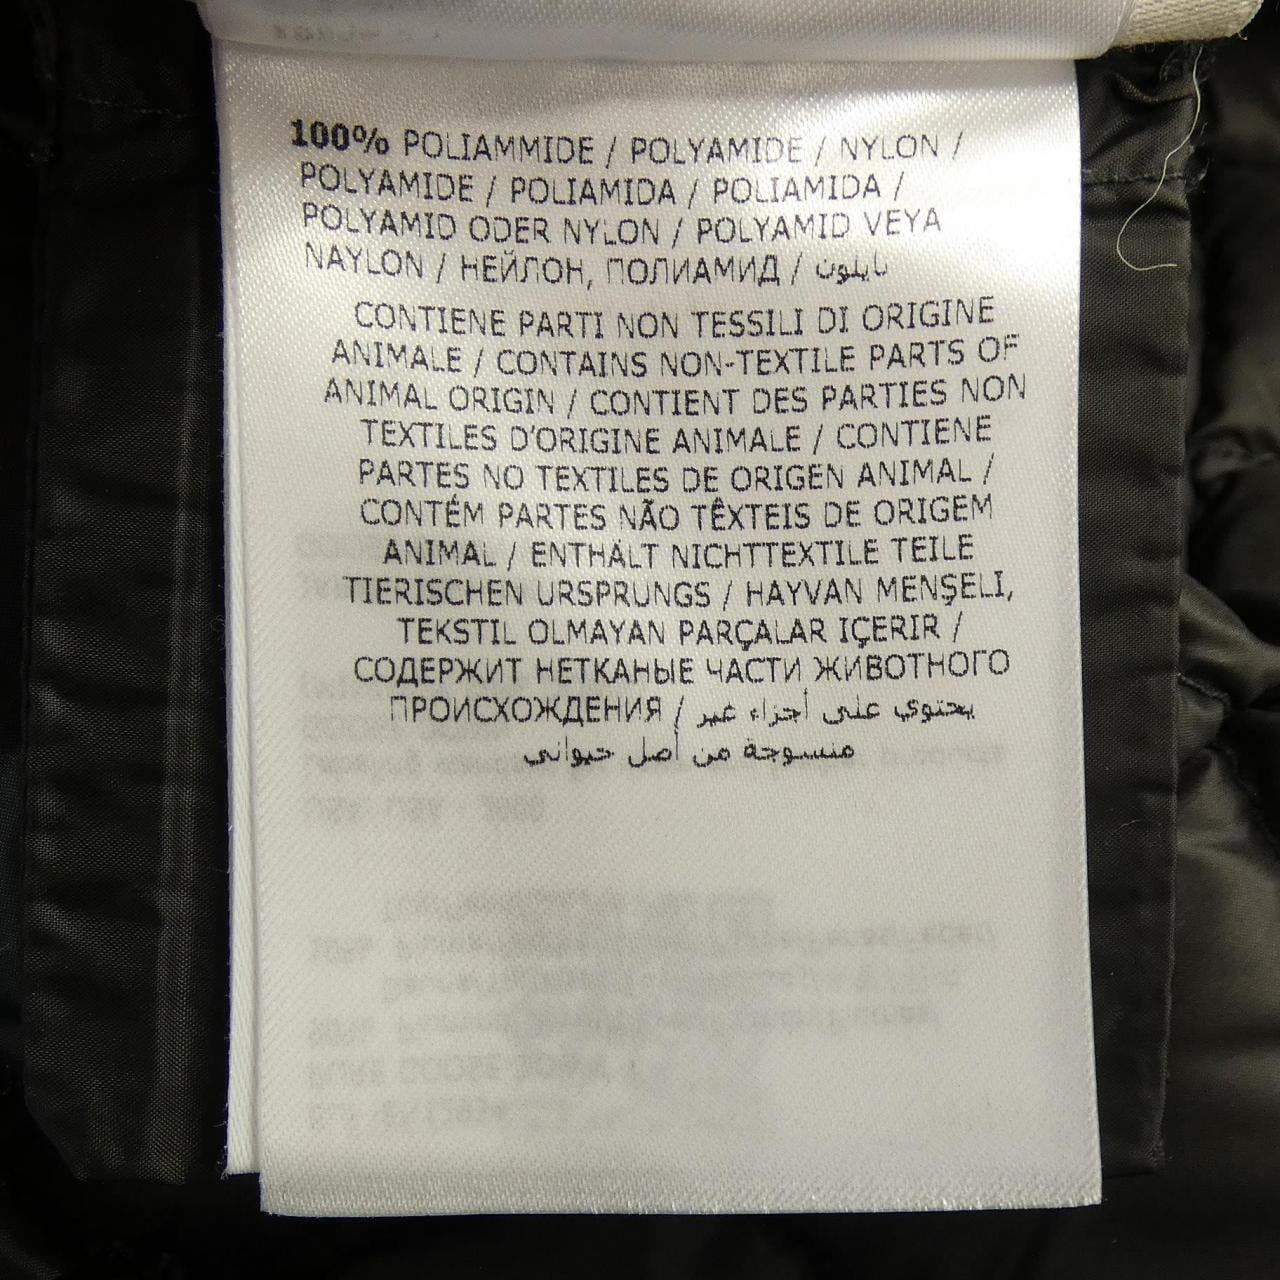 100% POLIAMMIDE / POLYAMIDE / NYLON /
POLYAMIDE / POLIAMIDA / POLIAMIDA /
POLYAMID ODER NYLON / POLYAMID VEYA
NAYLON / НЕЙЛОН, ПОЛИАМИД / نايلون
CONTIENE PARTI NON TESSILI DI ORIGINE
ANIMALE / CONTAINS NON-TEXTILE PARTS OF
ANIMAL ORIGIN / CONTIENT DES PARTIES NON
TEXTILES D'ORIGINE ANIMALE / CONTIENE
PARTES NO TEXTILES DE ORIGEN ANIMAL /
CONTÉM PARTES NÃO TÊXTEIS DE ORIGEM
ANIMAL / ENTHÄLT NICHTTEXTILE TEILE
TIERISCHEN URSPRUNGS / HAYVAN MENŞELI,
TEKSTIL OLMAYAN PARÇALAR IÇERIR /
СОДЕРЖИТ НЕТКАНЫЕ ЧАСТИ ЖИВОТНОГО
ПРОИСХОЖДЕНИЯ / يحتوي على أجزاء غير
منسوجة من أصل حيواني